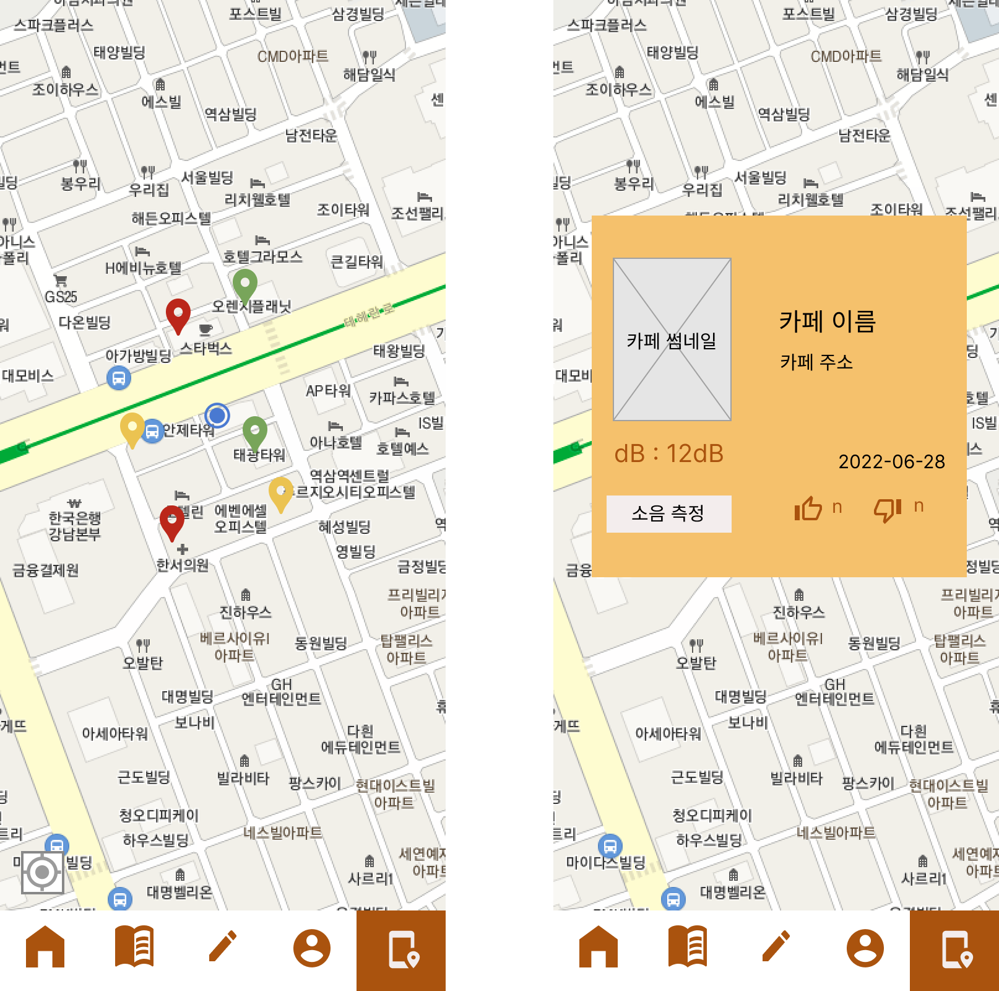 스파크플러스
포스트빌
삼경빌딩
태양빌딩
CMD아파트
조이하우스
해담일식
에스빌
역삼빌딩
센
남전타운
봉우리
우리집
서울빌딩
리치웰호텔
조이타워
해든오피스텔
호텔그라모스
H에비뉴호텔
큰길타워
GS25
오렌지플래닛
다온빌딩
테헤란로
스타벅스
아가방빌딩
태왕빌딩
대모비스
AP타워
카파스호텔
안제타워
IS빌
아나호텔
호텔예스
태광타워
역삼역센트럴
르지오시티오피스텔
한국은행
강남본부
텔린
에벤에셀
오피스텔
혜성빌딩
영빌딩
금융결제원
한서의원
금정빌딩
진하우스
아파트
베르사이유I
아파트
동원빌딩
탑팰리스
아파트
오발탄
GH
엔터테인먼트
대명빌딩
보나비
게뜨
아세아타워
다흰
에듀테인먼트
근도빌딩
빌라비타
팡스카이
현대이스트빌
아파트
청오디피케이
네스빌아파트
트리
하우스빌딩
빌딩
사르리1
대명벨리온
스파크플러스
포스트빌
삼경빌딩
태양빌딩
CMD아파트
조이하우스
해담일식
에스빌
역삼빌딩
센
남전타운
봉우리
우리집
서울빌딩
리치웰호텔
조이타워
카페 썸네일
카페 이름
카페 주소
dB : 12dB
2022-06-28
소음 측정
n
n
대모비
IS빌
금융
진하우스
아파트
베르사이유I
아파트
동원빌딩
탑팰리스
아파트
오발탄
GH
엔터테인먼트
대명빌딩
보나비
게뜨
아세아타워
다흰
에듀테인먼트
근도빌딩
빌라비타
팡스카이
현대이스트빌
아파트
청오디피케이
네스빌아파트
트리
하우스빌딩
마이다스빌딩
사르리1
대명벨리온